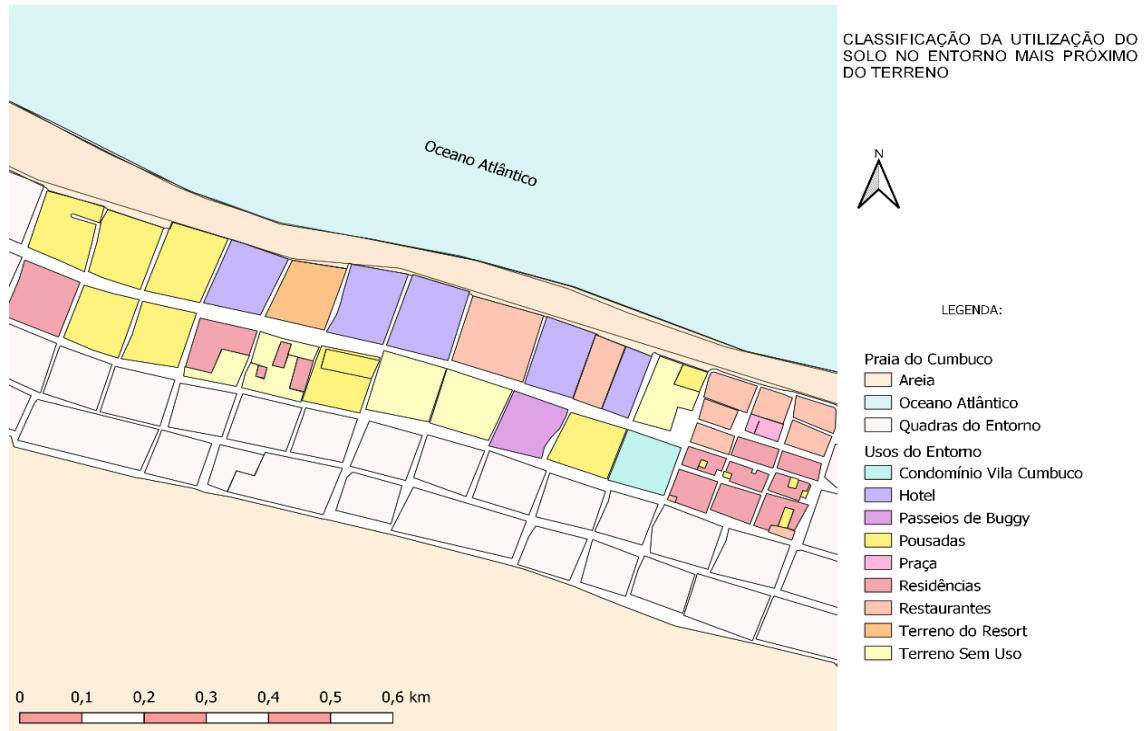 CLASSIFICAÇÃO DA UTILIZAÇÃO DO
SOLO NO ENTORNO MAIS PRÓXIMO
DO TERRENO
Oceano Atlântico
N
LEGENDA:
Praia do Cumbuco
Areia
Oceano Atlântico
Quadras do Entorno
Usos do Entorno
Condomínio Vila Cumbuco
Hotel
Passeios de Buggy
Pousadas
Praça
Residências
Restaurantes
Terreno do Resort
Terreno Sem Uso
0 0,1 0,2 0,3 0,4 0,5 0,6 km